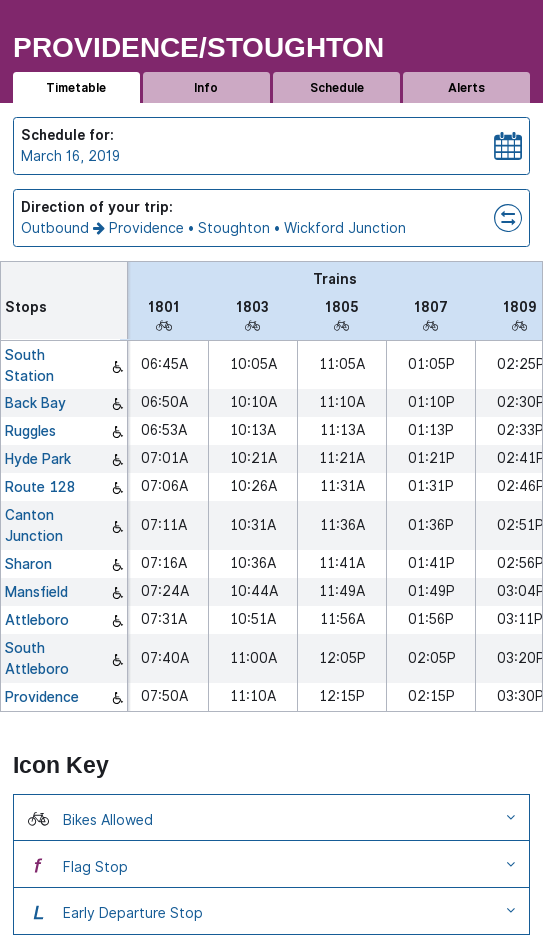 PROVIDENCE/STOUGHTON
Timetable Info Schedule Alerts
Schedule for:
March 16, 2019
Direction of your trip:
Outbound → Providence • Stoughton • Wickford Junction
Trains
Stops 1801 1803 1805 1807 1809
South
Station 06:45A 10:05A 11:05A 01:05P 02:25P
Back Bay 06:50A 10:10A 11:10A 01:10P 02:30P
Ruggles 06:53A 10:13A 11:13A 01:13P 02:33P
Hyde Park 07:01A 10:21A 11:21A 01:21P 02:41P
Route 128 07:06A 10:26A 11:31A 01:31P 02:46P
Canton
Junction 07:11A 10:31A 11:36A 01:36P 02:51P
Sharon 07:16A 10:36A 11:41A 01:41P 02:56P
Mansfield 07:24A 10:44A 11:49A 01:49P 03:04P
Attleboro 07:31A 10:51A 11:56A 01:56P 03:11P
South
Attleboro 07:40A 11:00A 12:05P 02:05P 03:20P
Providence 07:50A 11:10A 12:15P 02:15P 03:30P
Icon Key
Bikes Allowed
f Flag Stop
L Early Departure Stop